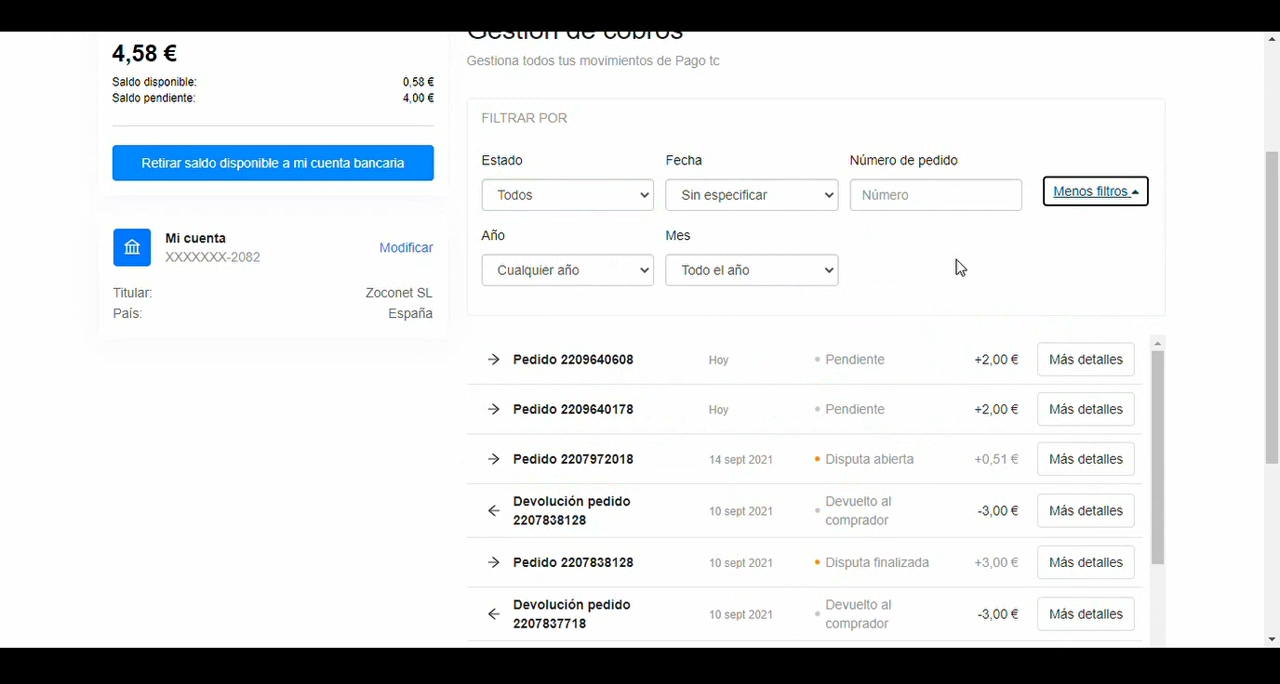 Gestión de cobros
4,58 €
Gestiona todos tus movimientos de Pago tc
Saldo disponible: 0,58 €
Saldo pendiente: 4,00 €
Retirar saldo disponible a mi cuenta bancaria
Mi cuenta
XXXXXXX-2082
Modificar
Titular: Zoconet SL
País: España
FILTRAR POR
Estado Fecha Número de pedido
Todos Sin especificar Número Menos filtros
Año Mes
Cualquier año Todo el año
Pedido 2209640608 Hoy Pendiente +2,00 € Más detalles
Pedido 2209640178 Hoy Pendiente +2,00 € Más detalles
Pedido 2207972018 14 sept 2021 Disputa abierta +0,51 € Más detalles
Devolución pedido
2207838128 10 sept 2021 Devuelto al
comprador -3,00 € Más detalles
Pedido 2207838128 10 sept 2021 Disputa finalizada +3,00 € Más detalles
Devolución pedido
2207837718 10 sept 2021 Devuelto al
comprador -3,00 € Más detalles